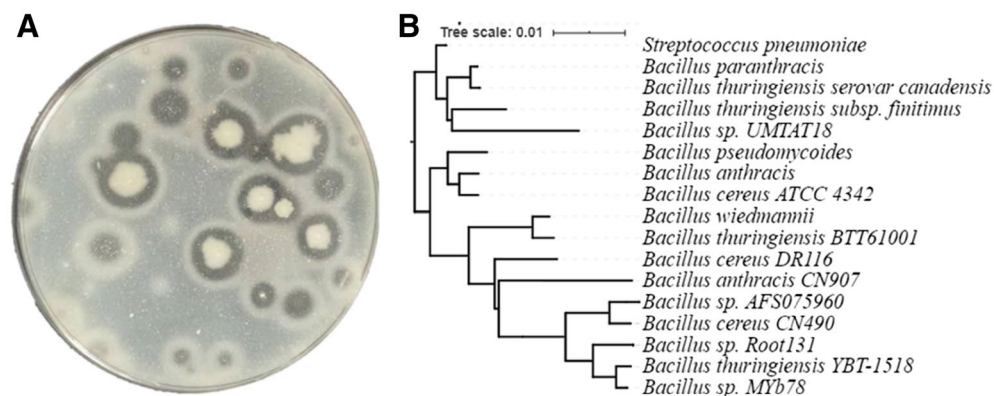 A
B
Tree scale: 0.01
Streptococcus pneumoniae
Bacillus paranthracis
Bacillus thuringiensis serovar canadensis
Bacillus thuringiensis subsp. finitimus
Bacillus sp. UMTAT18
Bacillus pseudomycoides
Bacillus anthracis
Bacillus cereus ATCC 4342
Bacillus wiedmannii
Bacillus thuringiensis BTT61001
Bacillus cereus DR116
Bacillus anthracis CN907
Bacillus sp. AFS075960
Bacillus cereus CN490
Bacillus sp. Root131
Bacillus thuringiensis YBT-1518
Bacillus sp. MYb78